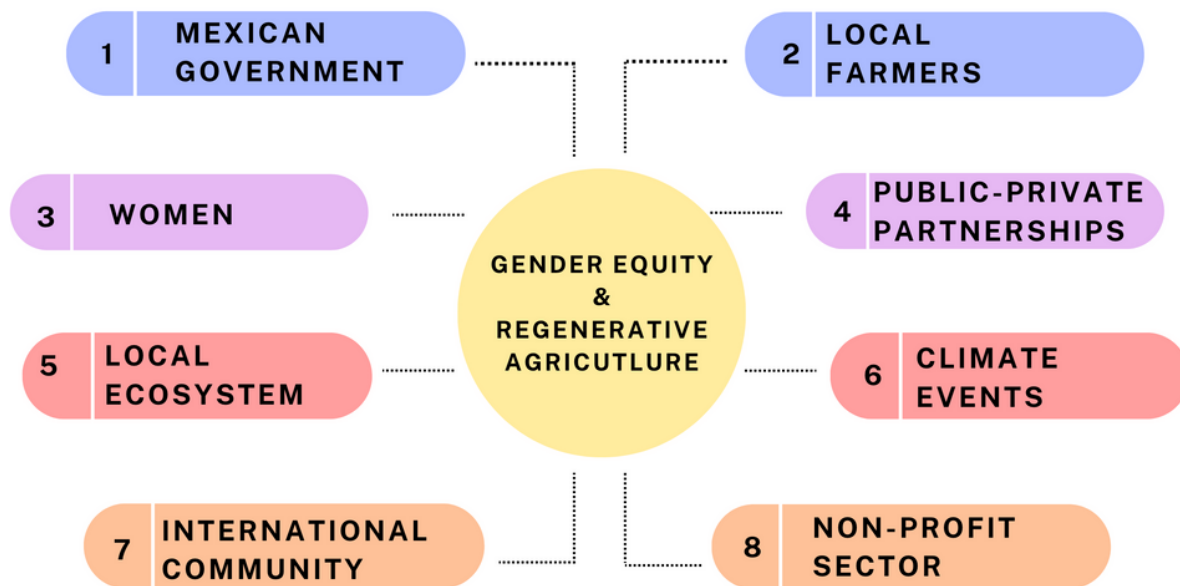 1
MEXICAN
GOVERNMENT
2
LOCAL
FARMERS
3
WOMEN
4
PUBLIC-PRIVATE
PARTNERSHIPS
GENDER EQUITY
&
REGENERATIVE
AGRICUTLURE
5
LOCAL
ECOSYSTEM
6
CLIMATE
EVENTS
7
INTERNATIONAL
COMMUNITY
8
NON-PROFIT
SECTOR